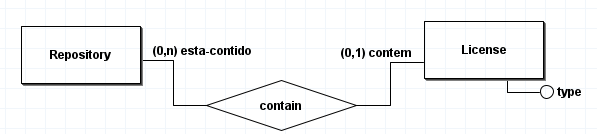 Repository
(0,n) esta-contido
(0,1) contem
License
contain
type